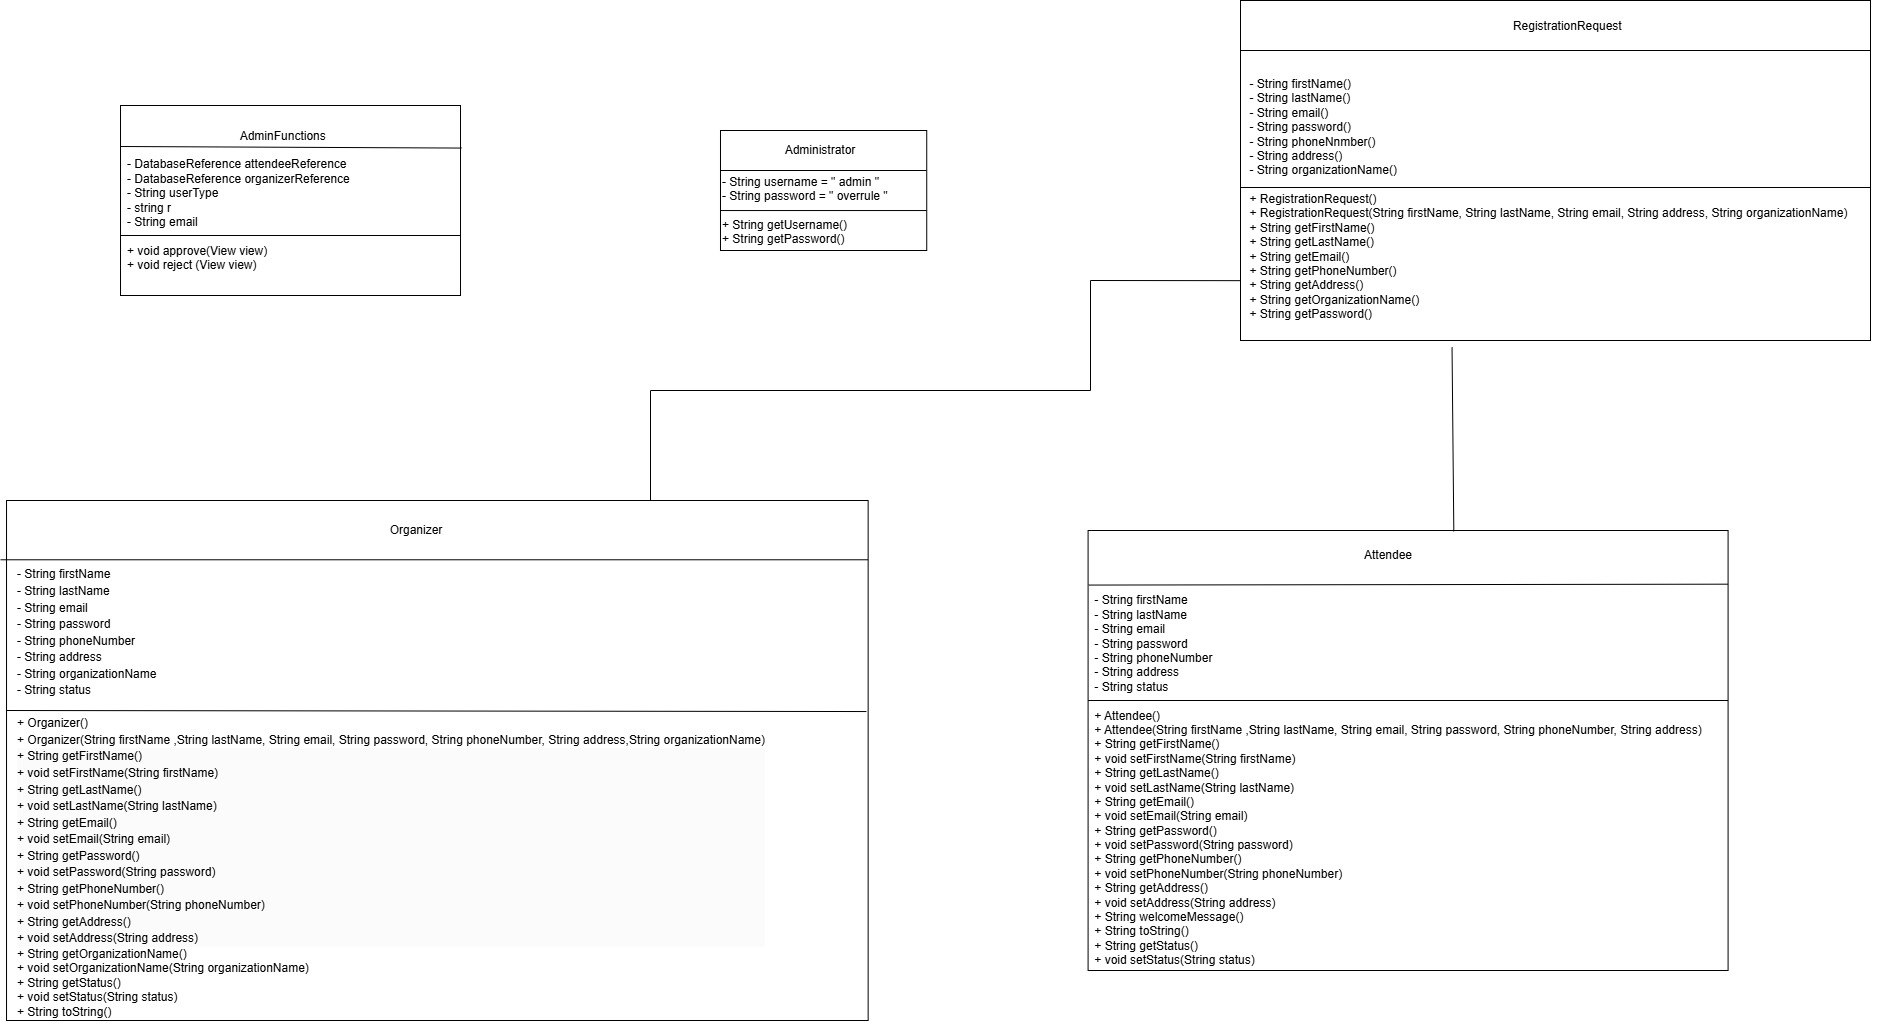 RegistrationRequest
- String firstName()
- String lastName()
- String email()
- String password()
- String phoneNnmber()
- String address()
- String organizationName()
+ RegistrationRequest()
+ RegistrationRequest(String firstName, String lastName, String email, String address, String organizationName)
+ String getFirstName()
+ String getLastName()
+ String getEmail()
+ String getPhoneNumber()
+ String getAddress()
+ String getOrganizationName()
+ String getPassword()
AdminFunctions
- DatabaseReference attendeeReference
- DatabaseReference organizerReference
- String userType
- string r
- String email
+ void approve(View view)
+ void reject (View view)
Administrator
- String username = " admin "
- String password = " overrule "
+ String getUsername()
+ String getPassword()
Organizer
- String firstName
- String lastName
- String email
- String password
- String phoneNumber
- String address
- String organizationName
- String status
+ Organizer()
+ Organizer(String firstName ,String lastName, String email, String password, String phoneNumber, String address,String organizationName)
+ String getFirstName()
+ void setFirstName(String firstName)
+ String getLastName()
+ void setLastName(String lastName)
+ String getEmail()
+ void setEmail(String email)
+ String getPassword()
+ void setPassword(String password)
+ String getPhoneNumber()
+ void setPhoneNumber(String phoneNumber)
+ String getAddress()
+ void setAddress(String address)
+ String getOrganizationName()
+ void setOrganizationName(String organizationName)
+ String getStatus()
+ void setStatus(String status)
+ String toString()
Attendee
- String firstName
- String lastName
- String email
- String password
- String phoneNumber
- String address
- String status
+ Attendee()
+ Attendee(String firstName ,String lastName, String email, String password, String phoneNumber, String address)
+ String getFirstName()
+ void setFirstName(String firstName)
+ String getLastName()
+ void setLastName(String lastName)
+ String getEmail()
+ void setEmail(String email)
+ String getPassword()
+ void setPassword(String password)
+ String getPhoneNumber()
+ void setPhoneNumber(String phoneNumber)
+ String getAddress()
+ void setAddress(String address)
+ String welcomeMessage()
+ String toString()
+ String getStatus()
+ void setStatus(String status)